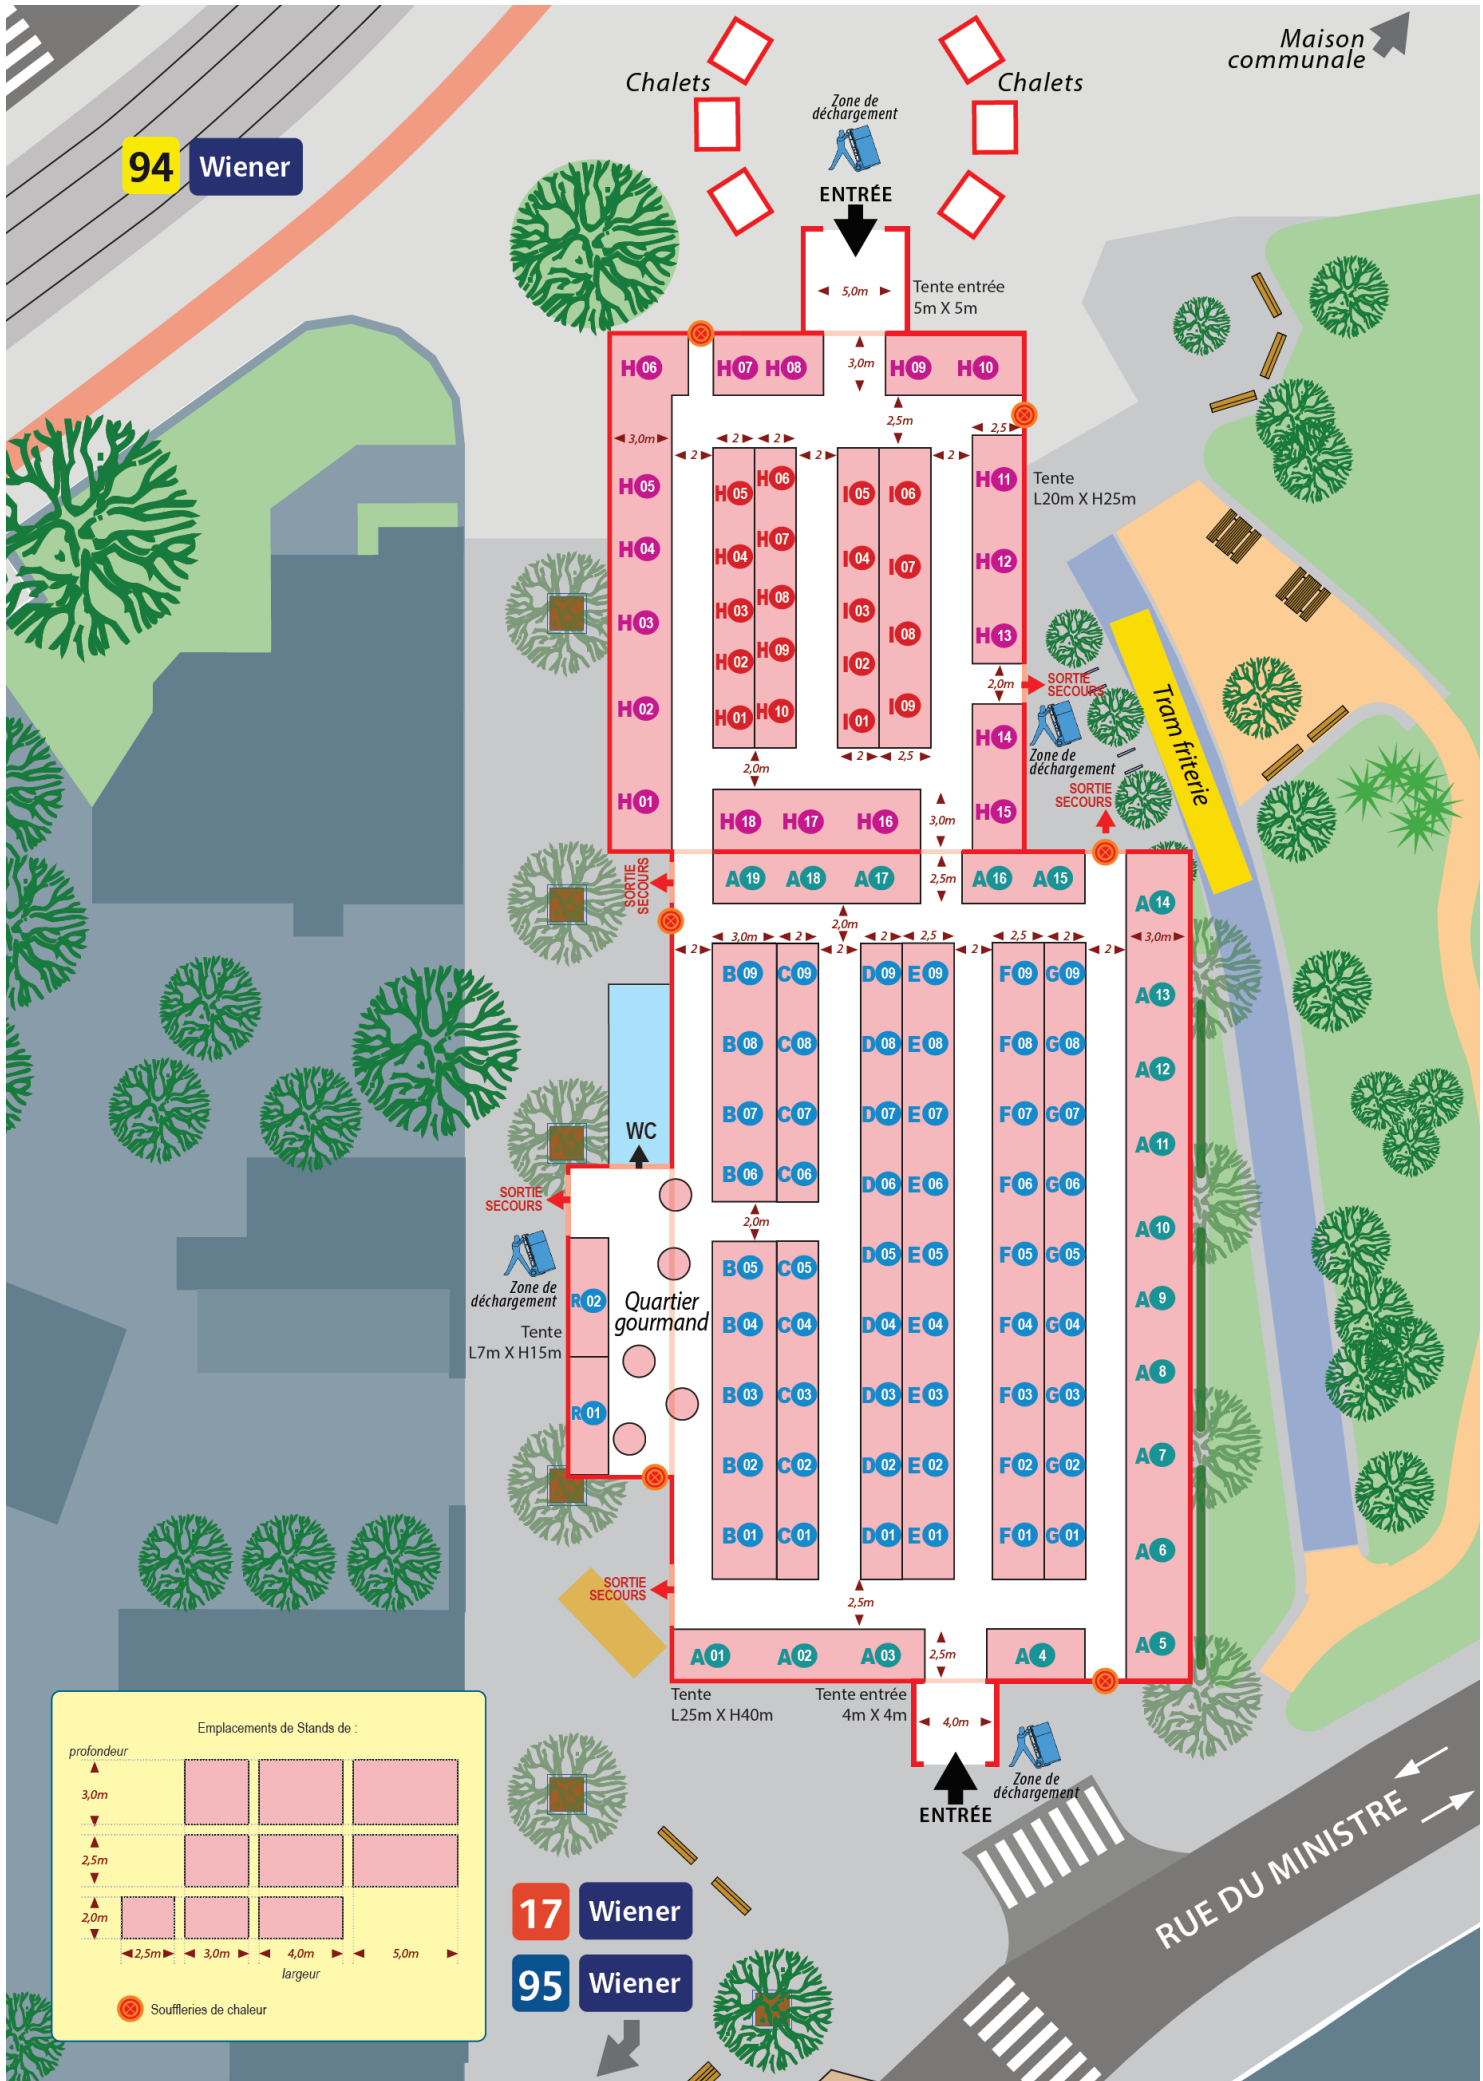 Maison
communale
Chalets
Chalets
Zone de
déchargement
94 Wiener
ENTRÉE
5,0m
Tente entrée
5m X 5m
3,0m
H06
H07 H08
H09 H10
2,5m
2,5
3,0m
2 2
2 2 2
H11
Tente
L20m X H25m
H05
H05 H06
I05 I06
H04
H04 H07
I04 I07
H12
H03
H03 H08
I03 I08
H13
H02
H02 H09
I02 I09
2,0m
SORTIE
SECOURS
H01 H10
I01
H14
Zone de
déchargement
2 2,5
2,0m
SORTIE
SECOURS
Tram friterie
H01
H18 H17 H16
3,0m
H15
SORTIE
SECOURS
A19 A18 A17
2,5m
A16 A15
A14
2,0m
3,0m 2 2 2,5 2,5 2 3,0m
2 2 2 2
B09 C09 D09 E09 F09 G09
A13
B08 C08 D08 E08 F08 G08
A12
B07 C07 D07 E07 F07 G07
WC
A11
B06 C06 D06 E06 F06 G06
SORTIE
SECOURS
2,0m
A10
B05 C05 D05 E05 F05 G05
Zone de
déchargement
R02
Quartier
gourmand
A9
B04 C04 D04 E04 F04 G04
Tente
L7m X H15m
A8
B03 C03 D03 E03 F03 G03
R01
A7
B02 C02 D02 E02 F02 G02
B01 C01 D01 E01 F01 G01
A6
SORTIE
SECOURS
2,5m
A01 A02 A03
2,5m
A4
A5
Tente
L25m X H40m
Tente entrée
4m X 4m
4,0m
Zone de
déchargement
ENTRÉE
RUE DU MINISTRE
Emplacements de Stands de :
profondeur
3,0m
2,5m
2,0m
2,5m 3,0m 4,0m 5,0m
largeur
Souffleries de chaleur
17 Wiener
95 Wiener